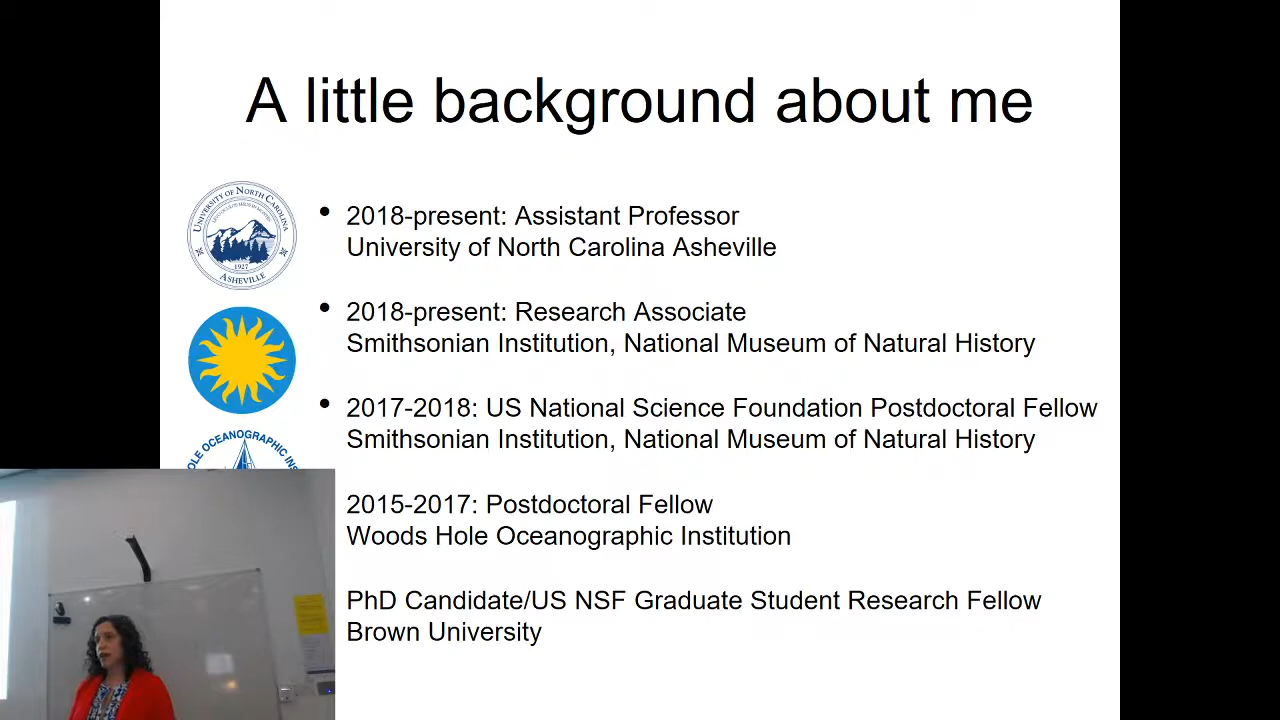 A little background about me
UNIVERSITY OF NORTH CAROLINA
1927
ASHEVILLE
• 2018-present: Assistant Professor
University of North Carolina Asheville
• 2018-present: Research Associate
Smithsonian Institution, National Museum of Natural History
• 2017-2018: US National Science Foundation Postdoctoral Fellow
Smithsonian Institution, National Museum of Natural History
OLE OCEANOGRAPHIC INS
2015-2017: Postdoctoral Fellow
Woods Hole Oceanographic Institution
PhD Candidate/US NSF Graduate Student Research Fellow
Brown University